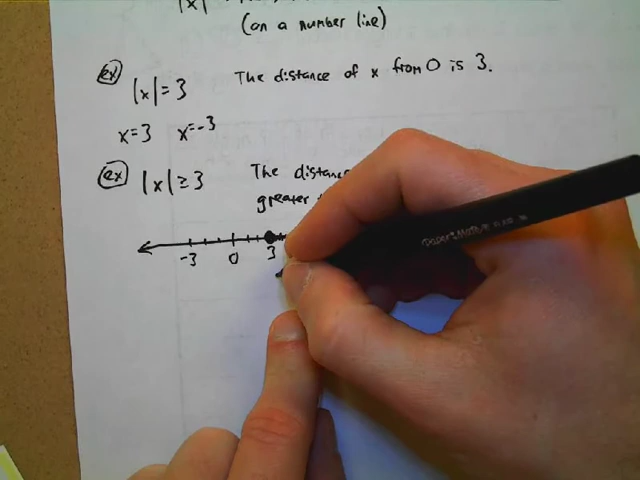 |x|
(on a number line)
ex |x| = 3 The distance of x from 0 is 3.
x=3 x=-3
ex |x| ≥ 3 The distance
greater
-3 0 3
PaperMate